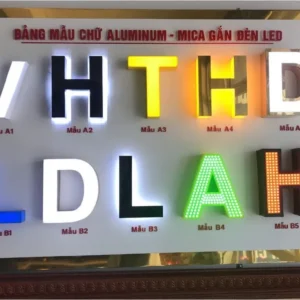 BẢNG MẪU CHỮ ALUMINUM - MICA GẮN ĐÈN LED
V H T H D
Mẫu A1 Mẫu A2 Mẫu A3 Mẫu A4
L D L A H
Mẫu B1 Mẫu B2 Mẫu B3 Mẫu B4 Mẫu B5